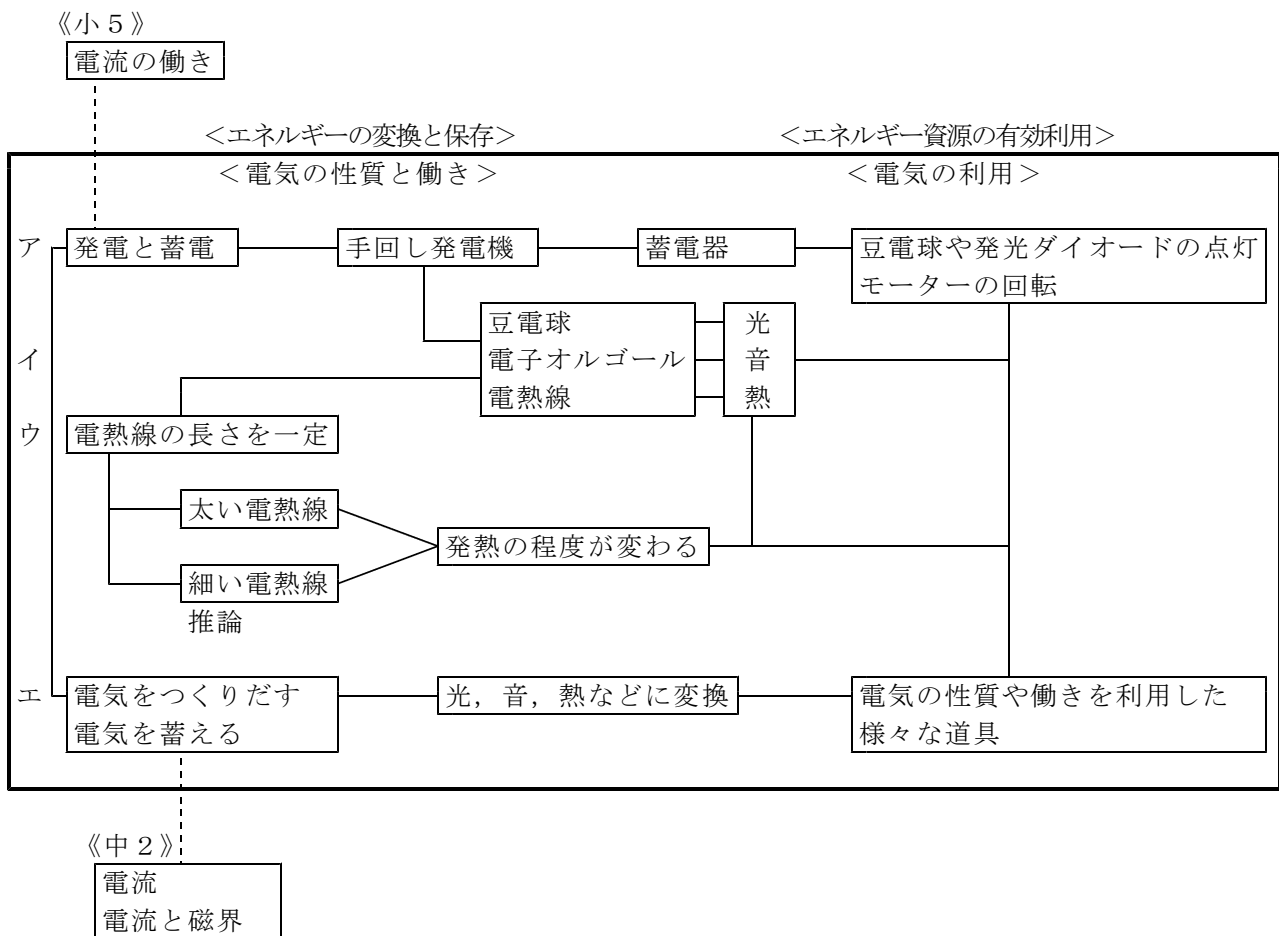 《小５》
電流の働き
＜エネルギーの変換と保存＞
＜エネルギー資源の有効利用＞
＜電気の性質と働き＞
＜電気の利用＞
ア
発電と蓄電
手回し発電機
蓄電器
豆電球や発光ダイオードの点灯
モーターの回転
イ
豆電球
電子オルゴール
電熱線
光
音
熱
ウ
電熱線の長さを一定
太い電熱線
細い電熱線
推論
発熱の程度が変わる
エ
電気をつくりだす
電気を蓄える
光，音，熱などに変換
電気の性質や働きを利用した
様々な道具
《中２》
電流
電流と磁界